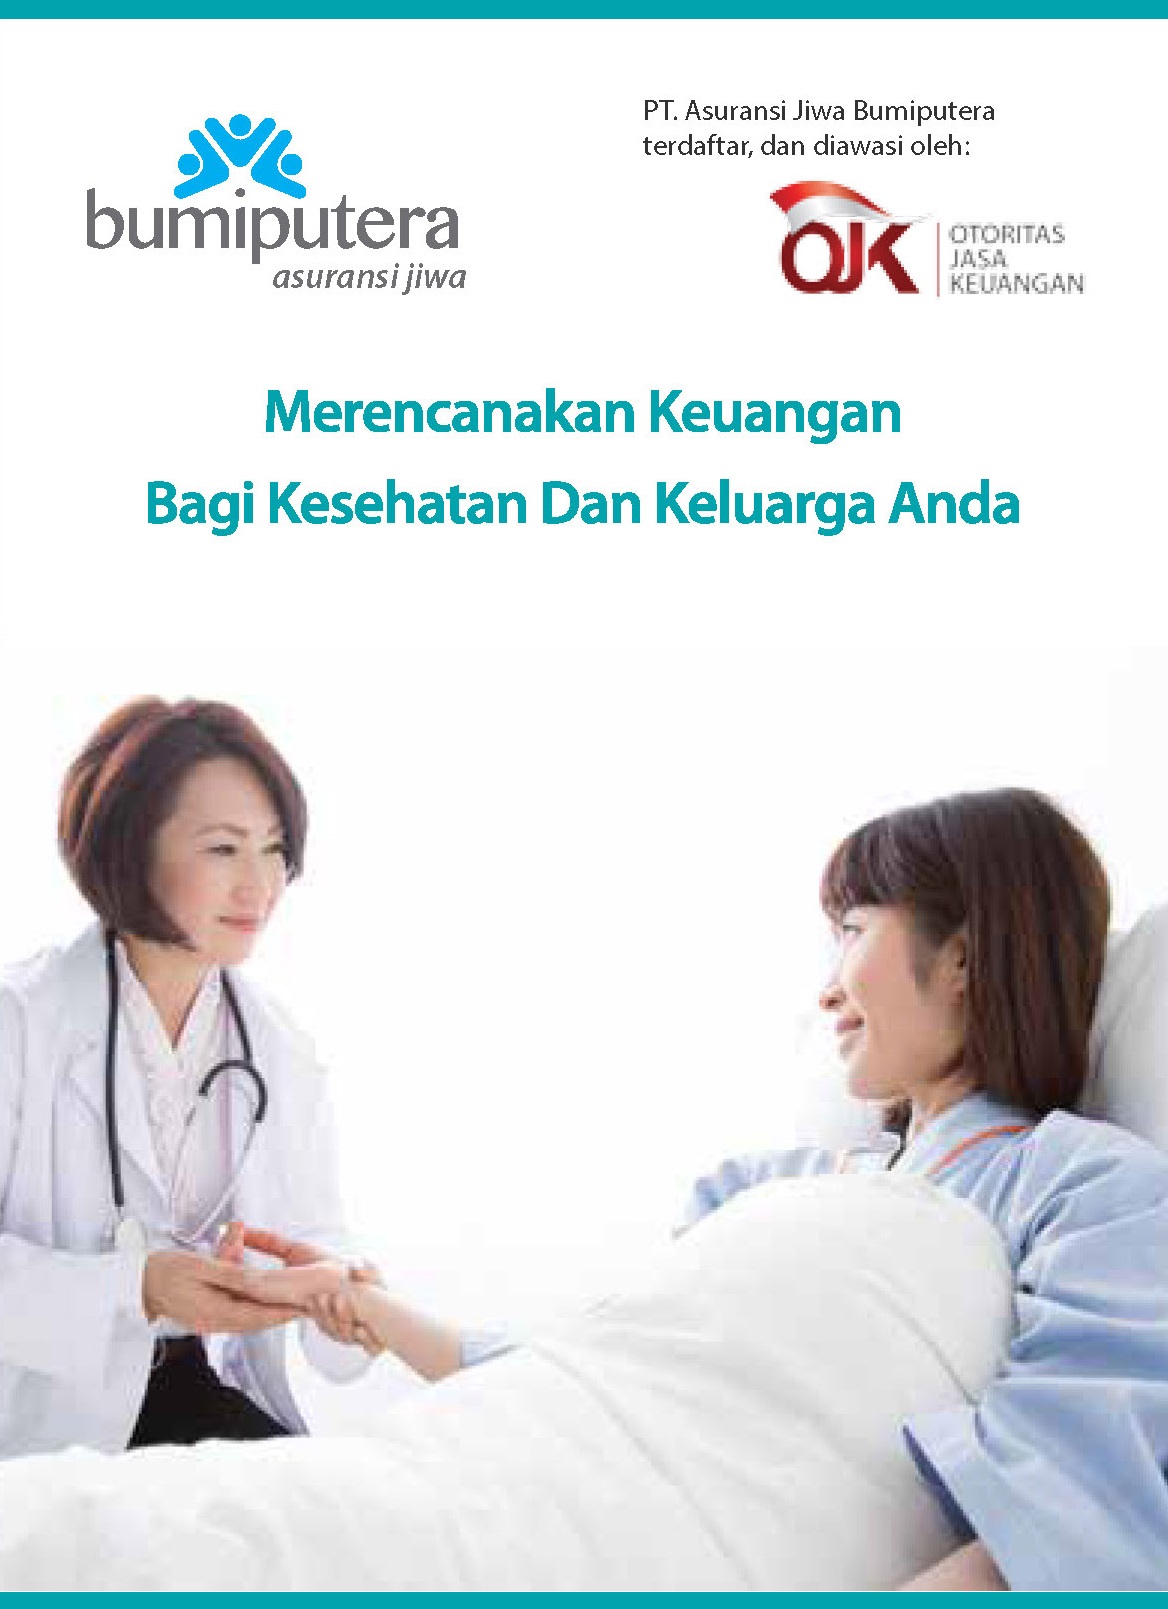 bumiputera
asuransi jiwa
PT. Asuransi Jiwa Bumiputera
terdaftar, dan diawasi oleh:
OJK
OTORITAS
JASA
KEUANGAN
Merencanakan Keuangan
Bagi Kesehatan Dan Keluarga Anda